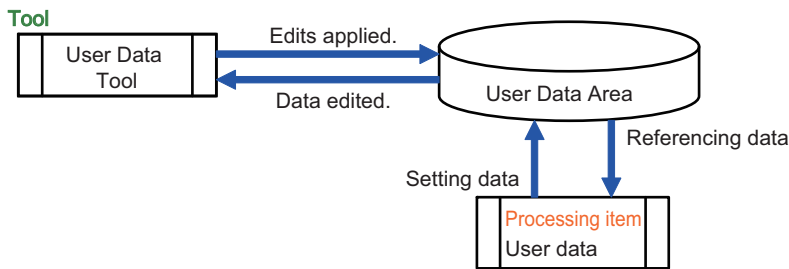 Tool
User Data
Tool
Edits applied.
Data edited.
User Data Area
Setting data
Referencing data
Processing item
User data